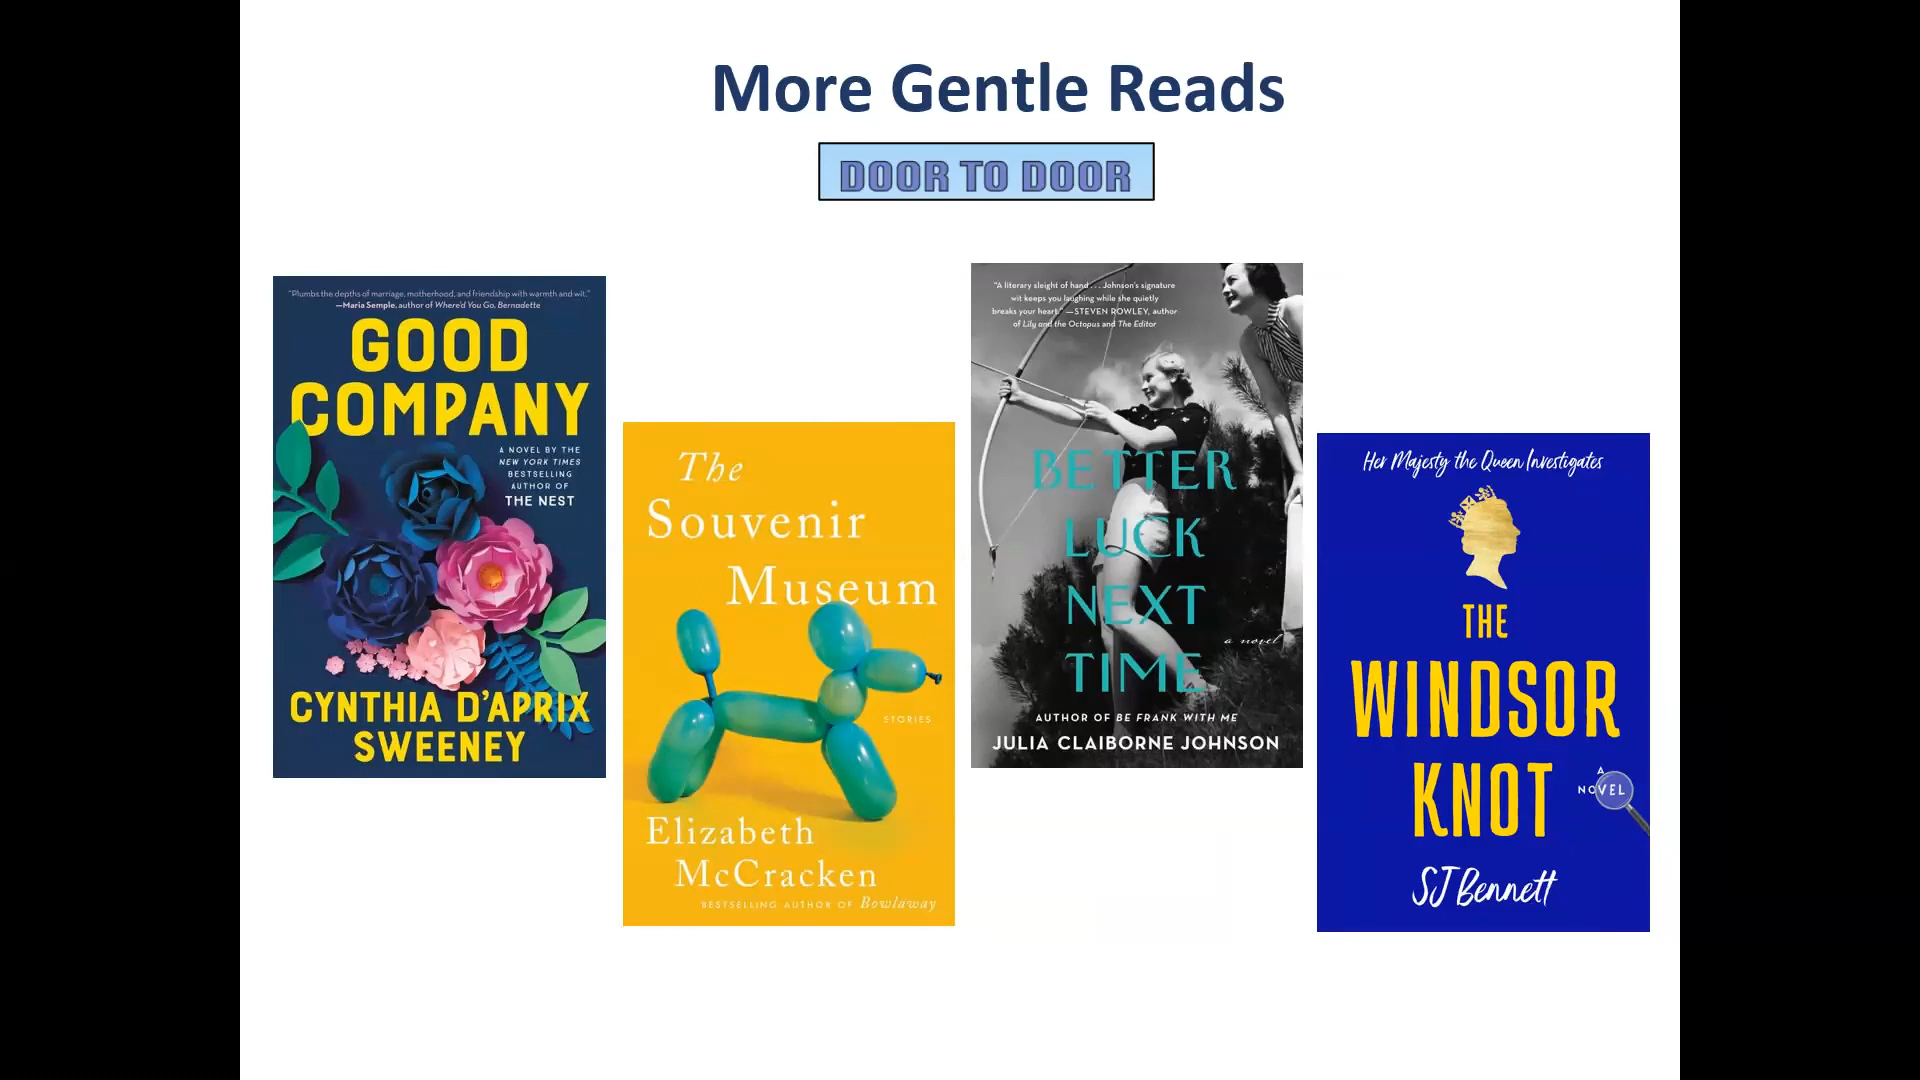 More Gentle Reads
DOOR TO DOOR
"Plumbs the depths of marriage, motherhood, and friendship with warmth and wit."
—Maria Semple, author of Where'd You Go, Bernadette
GOOD
COMPANY
A NOVEL BY THE
NEW YORK TIMES
BESTSELLING
AUTHOR OF
THE NEST
CYNTHIA D'APRIX
SWEENEY
The
Souvenir
Museum
STORIES
Elizabeth
McCracken
BESTSELLING AUTHOR OF Bowlaway
"A literary sleight of hand . . . Johnson's signature
wit keeps you laughing while she quietly
breaks your heart." —STEVEN ROWLEY, author
of Lily and the Octopus and The Editor
BETTER
LUCK
NEXT
a novel
TIME
AUTHOR OF BE FRANK WITH ME
JULIA CLAIBORNE JOHNSON
Her Majesty the Queen Investigates
THE
WINDSOR
KNOT
A
NOVEL
SJ Bennett